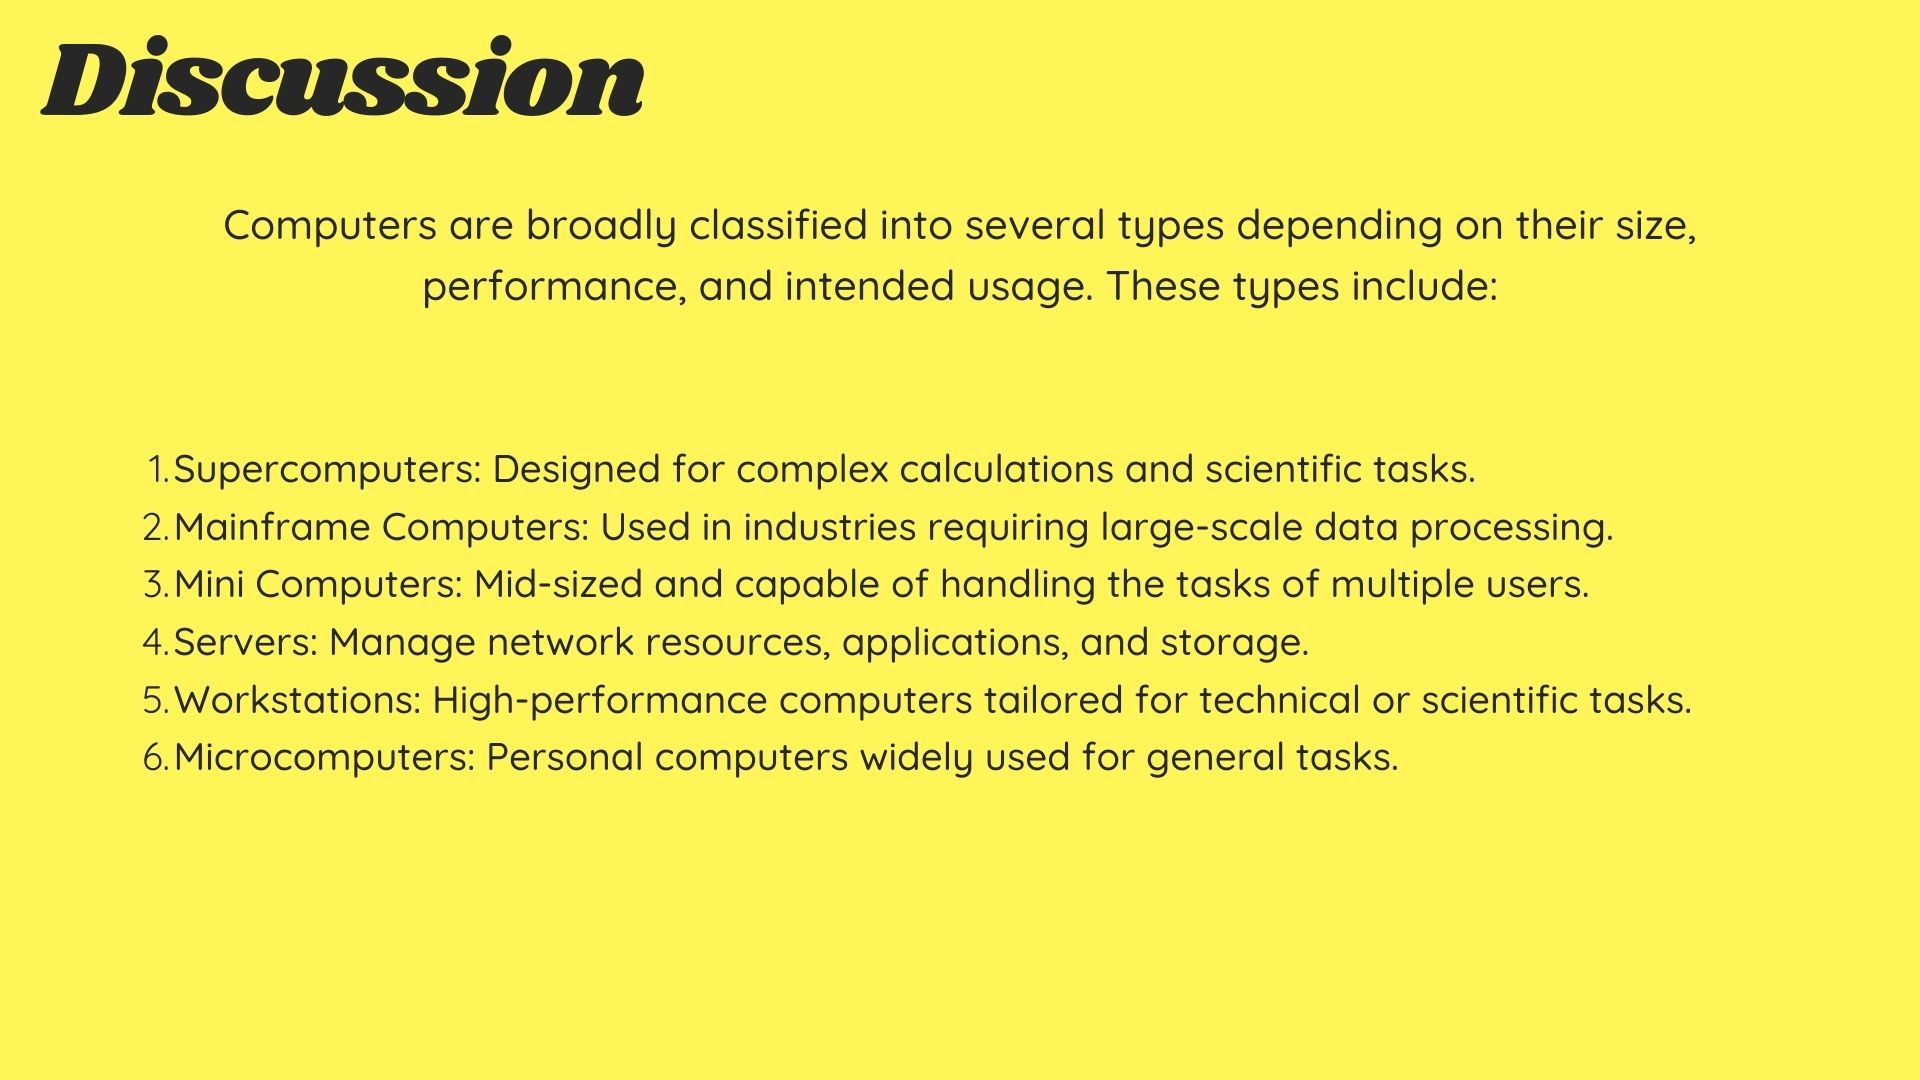 Discussion
Computers are broadly classified into several types depending on their size,
performance, and intended usage. These types include:
1. Supercomputers: Designed for complex calculations and scientific tasks.
2. Mainframe Computers: Used in industries requiring large-scale data processing.
3. Mini Computers: Mid-sized and capable of handling the tasks of multiple users.
4. Servers: Manage network resources, applications, and storage.
5. Workstations: High-performance computers tailored for technical or scientific tasks.
6. Microcomputers: Personal computers widely used for general tasks.